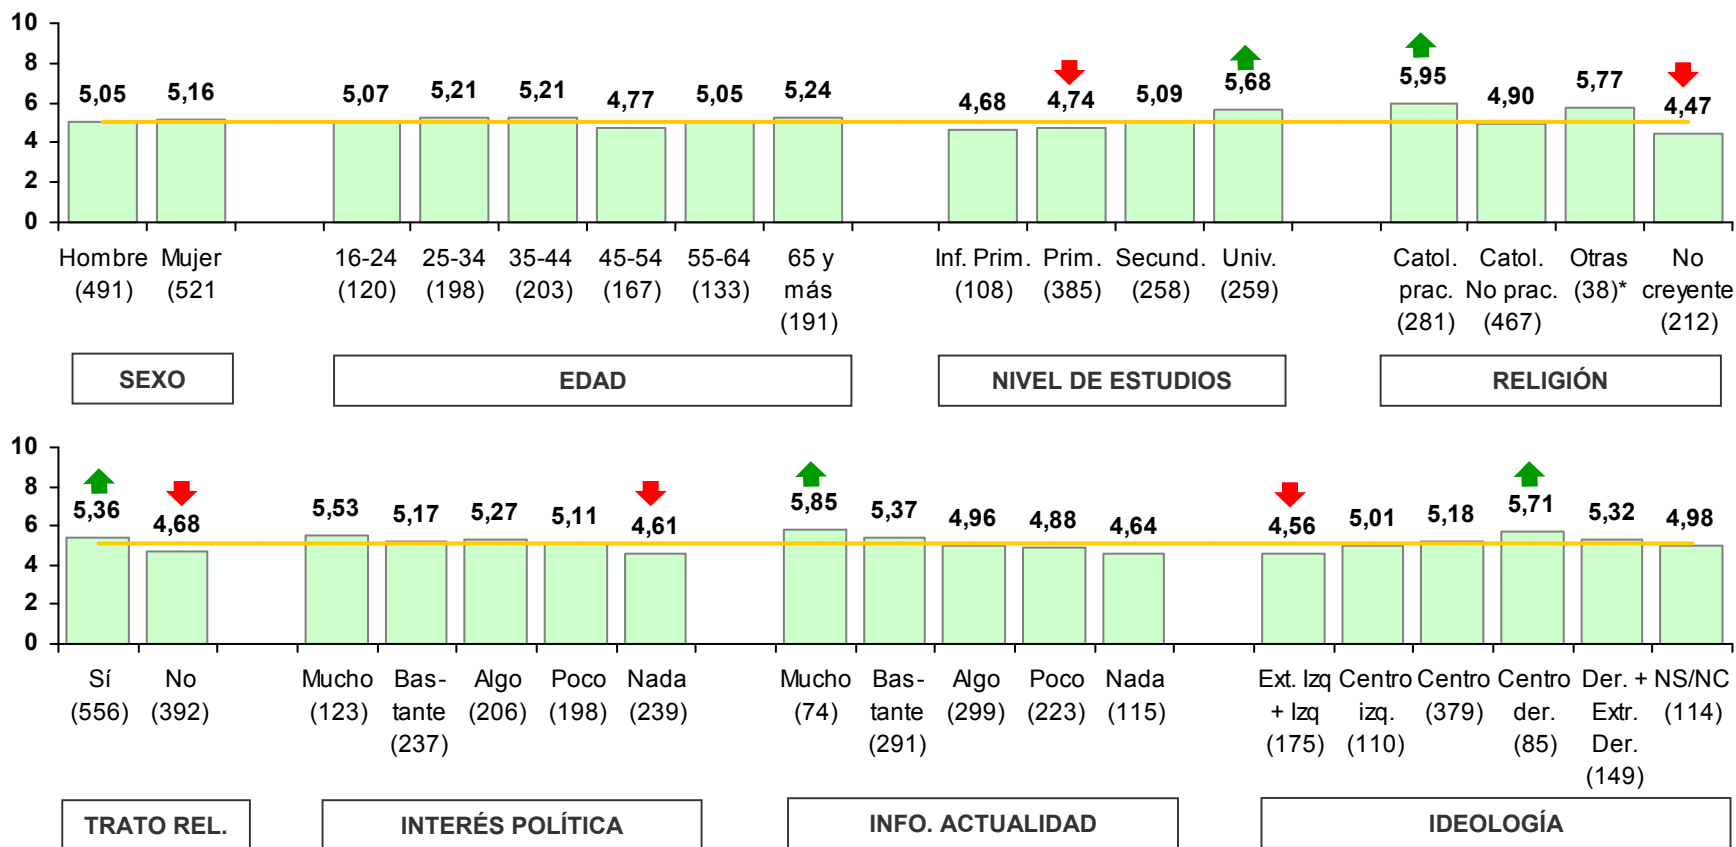 10
8
6
4
2
0
5,05 5,16 5,07 5,21 5,21 4,77 5,05 5,24 4,68 4,74 5,09 5,68 5,95 4,90 5,77 4,47
Hombre
(491)
Mujer
(521
16-24
(120)
25-34
(198)
35-44
(203)
45-54
(167)
55-64
(133)
65 y
más
(191)
Inf. Prim.
(108)
Prim.
(385)
Secund.
(258)
Univ.
(259)
Catol.
prac.
(281)
Catol.
No prac.
(467)
Otras
(38)*
No
creyente
(212)
SEXO
EDAD
NIVEL DE ESTUDIOS
RELIGIÓN
10
8
6
4
2
0
5,36 4,68 5,53 5,17 5,27 5,11 4,61 5,85 5,37 4,96 4,88 4,64 4,56 5,01 5,18 5,71 5,32 4,98
Sí
(556)
No
(392)
Mucho
(123)
Bas-
tante
(237)
Algo
(206)
Poco
(198)
Nada
(239)
Mucho
(74)
Bas-
tante
(291)
Algo
(299)
Poco
(223)
Nada
(115)
Ext. Izq
+ Izq
(175)
Centro
izq.
(110)
Centro
(379)
Centro
der.
(85)
Der. +
Extr.
Der.
(149)
NS/NC
(114)
TRATO REL.
INTERÉS POLÍTICA
INFO. ACTUALIDAD
IDEOLOGÍA